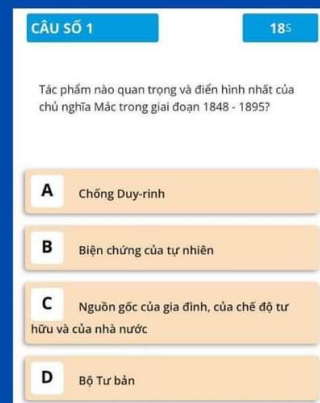 CÂU SỐ 1
18S
Tác phẩm nào quan trọng và điển hình nhất của
chủ nghĩa Mác trong giai đoạn 1848 - 1895?
A Chống Duy-rinh
B Biện chứng của tự nhiên
C Nguồn gốc của gia đình, của chế độ tư
hữu và của nhà nước
D Bộ Tư bản